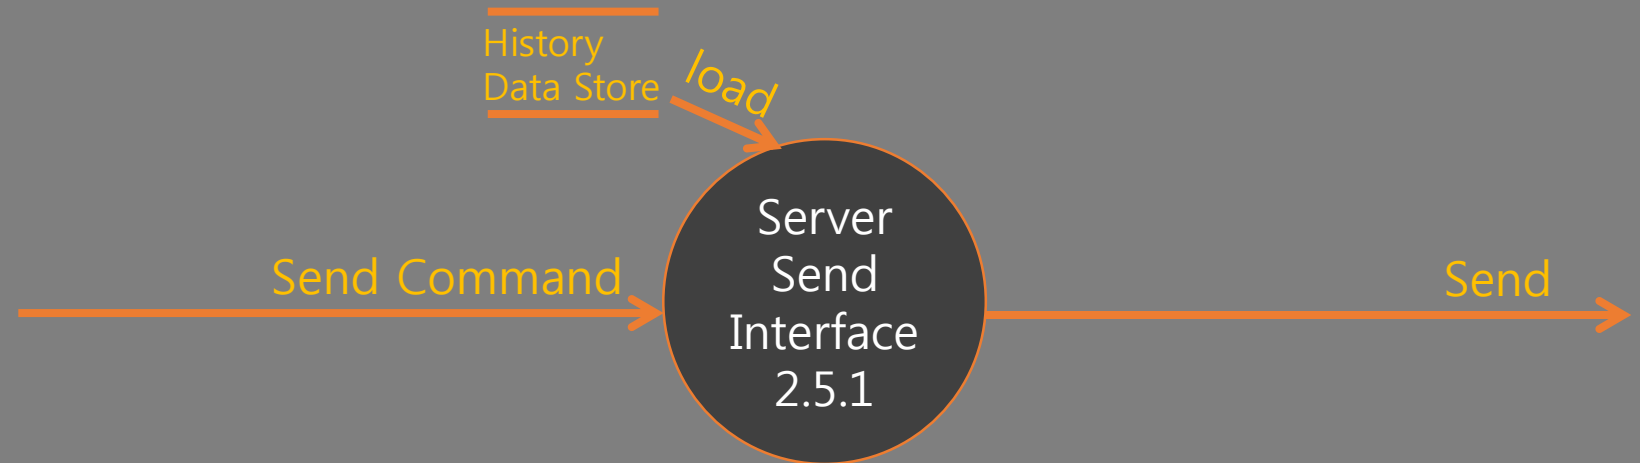 History
Data Store
load
Send Command
Server
Send
Interface
2.5.1
Send